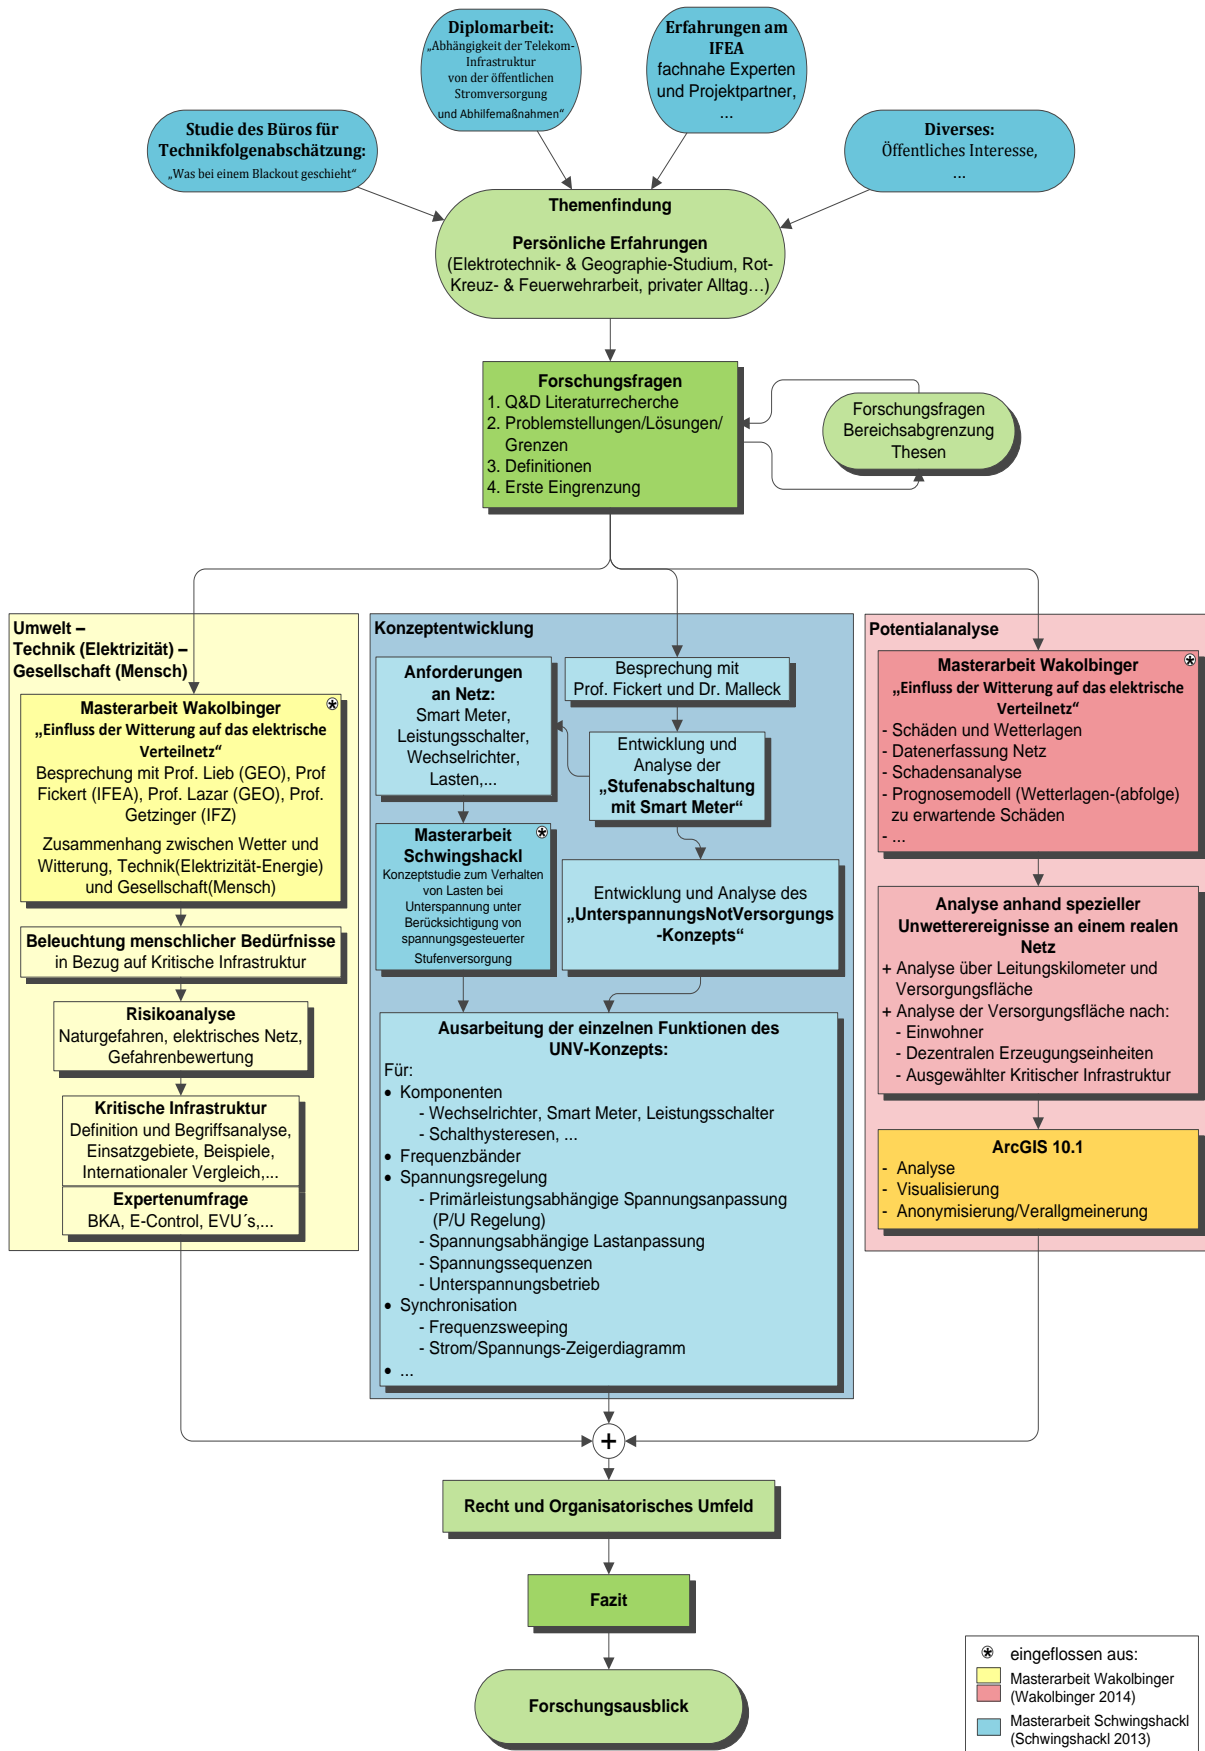 Diplomarbeit:
„Abhängigkeit der Telekom-
Infrastruktur
von der öffentlichen
Stromversorgung
und Abhilfemaßnahmen“
Erfahrungen am
IFEA
fachnahe Experten
und Projektpartner,
...
Studie des Büros für
Technikfolgenabschätzung:
„Was bei einem Blackout geschieht“
Diverses:
Öffentliches Interesse,
...
Themenfindung
Persönliche Erfahrungen
(Elektrotechnik- & Geographie-Studium, Rot-
Kreuz- & Feuerwehrarbeit, privater Alltag…)
Forschungsfragen
1. Q&D Literaturrecherche
2. Problemstellungen/Lösungen/
Grenzen
3. Definitionen
4. Erste Eingrenzung
Forschungsfragen
Bereichsabgrenzung
Thesen
Umwelt –
Technik (Elektrizität) –
Gesellschaft (Mensch)
Masterarbeit Wakolbinger
„Einfluss der Witterung auf das elektrische
Verteilnetz“
Besprechung mit Prof. Lieb (GEO), Prof
Fickert (IFEA), Prof. Lazar (GEO), Prof.
Getzinger (IFZ)
Zusammenhang zwischen Wetter und
Witterung, Technik(Elektrizität-Energie)
und Gesellschaft(Mensch)
Beleuchtung menschlicher Bedürfnisse
in Bezug auf Kritische Infrastruktur
Risikoanalyse
Naturgefahren, elektrisches Netz,
Gefahrenbewertung
Kritische Infrastruktur
Definition und Begriffsanalyse,
Einsatzgebiete, Beispiele,
Internationaler Vergleich,...
Expertenumfrage
BKA, E-Control, EVU´s,...
Konzeptentwicklung
Anforderungen
an Netz:
Smart Meter,
Leistungsschalter,
Wechselrichter,
Lasten,...
Besprechung mit
Prof. Fickert und Dr. Malleck
Entwicklung und
Analyse der
„Stufenabschaltung
mit Smart Meter“
Masterarbeit
Schwingshackl
Konzeptstudie zum Verhalten
von Lasten bei
Unterspannung unter
Berücksichtigung von
spannungsgesteuerter
Stufenversorgung
Entwicklung und Analyse des
„UnterspannungsNotVersorgungs
-Konzepts“
Ausarbeitung der einzelnen Funktionen des
UNV-Konzepts:
Für:
• Komponenten
- Wechselrichter, Smart Meter, Leistungsschalter
- Schalthysteresen, ...
• Frequenzbänder
• Spannungsregelung
- Primärleistungsabhängige Spannungsanpassung
(P/U Regelung)
- Spannungsabhängige Lastanpassung
- Spannungssequenzen
- Unterspannungsbetrieb
• Synchronisation
- Frequenzsweeping
- Strom/Spannungs-Zeigerdiagramm
• ...
Potentialanalyse
Masterarbeit Wakolbinger
„Einfluss der Witterung auf das elektrische
Verteilnetz“
- Schäden und Wetterlagen
- Datenerfassung Netz
- Schadensanalyse
- Prognosemodell (Wetterlagen-(abfolge)
zu erwartende Schäden
- ...
Analyse anhand spezieller
Unwetterereignisse an einem realen
Netz
+ Analyse über Leitungskilometer und
Versorgungsfläche
+ Analyse der Versorgungsfläche nach:
- Einwohner
- Dezentralen Erzeugungseinheiten
- Ausgewählter Kritischer Infrastruktur
ArcGIS 10.1
- Analyse
- Visualisierung
- Anonymisierung/Verallgmeinerung
+
Recht und Organisatorisches Umfeld
Fazit
Forschungsausblick
eingeflossen aus:
Masterarbeit Wakolbinger
(Wakolbinger 2014)
Masterarbeit Schwingshackl
(Schwingshackl 2013)